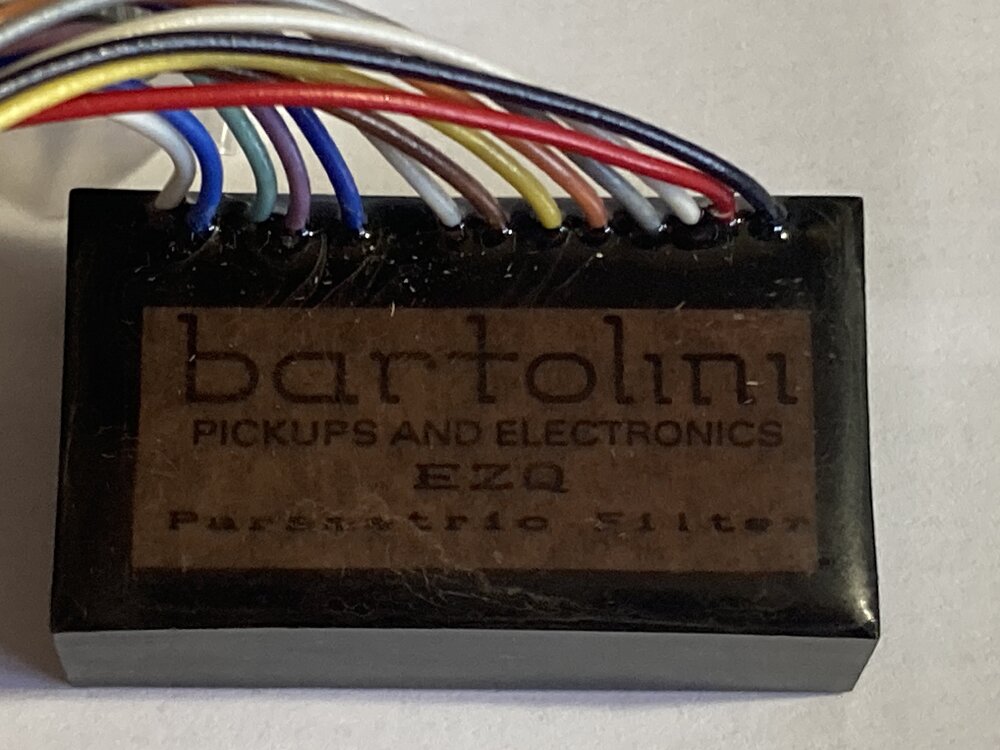 bartolini
PICKUPS AND ELECTRONICS
EZQ
Parametric Filter